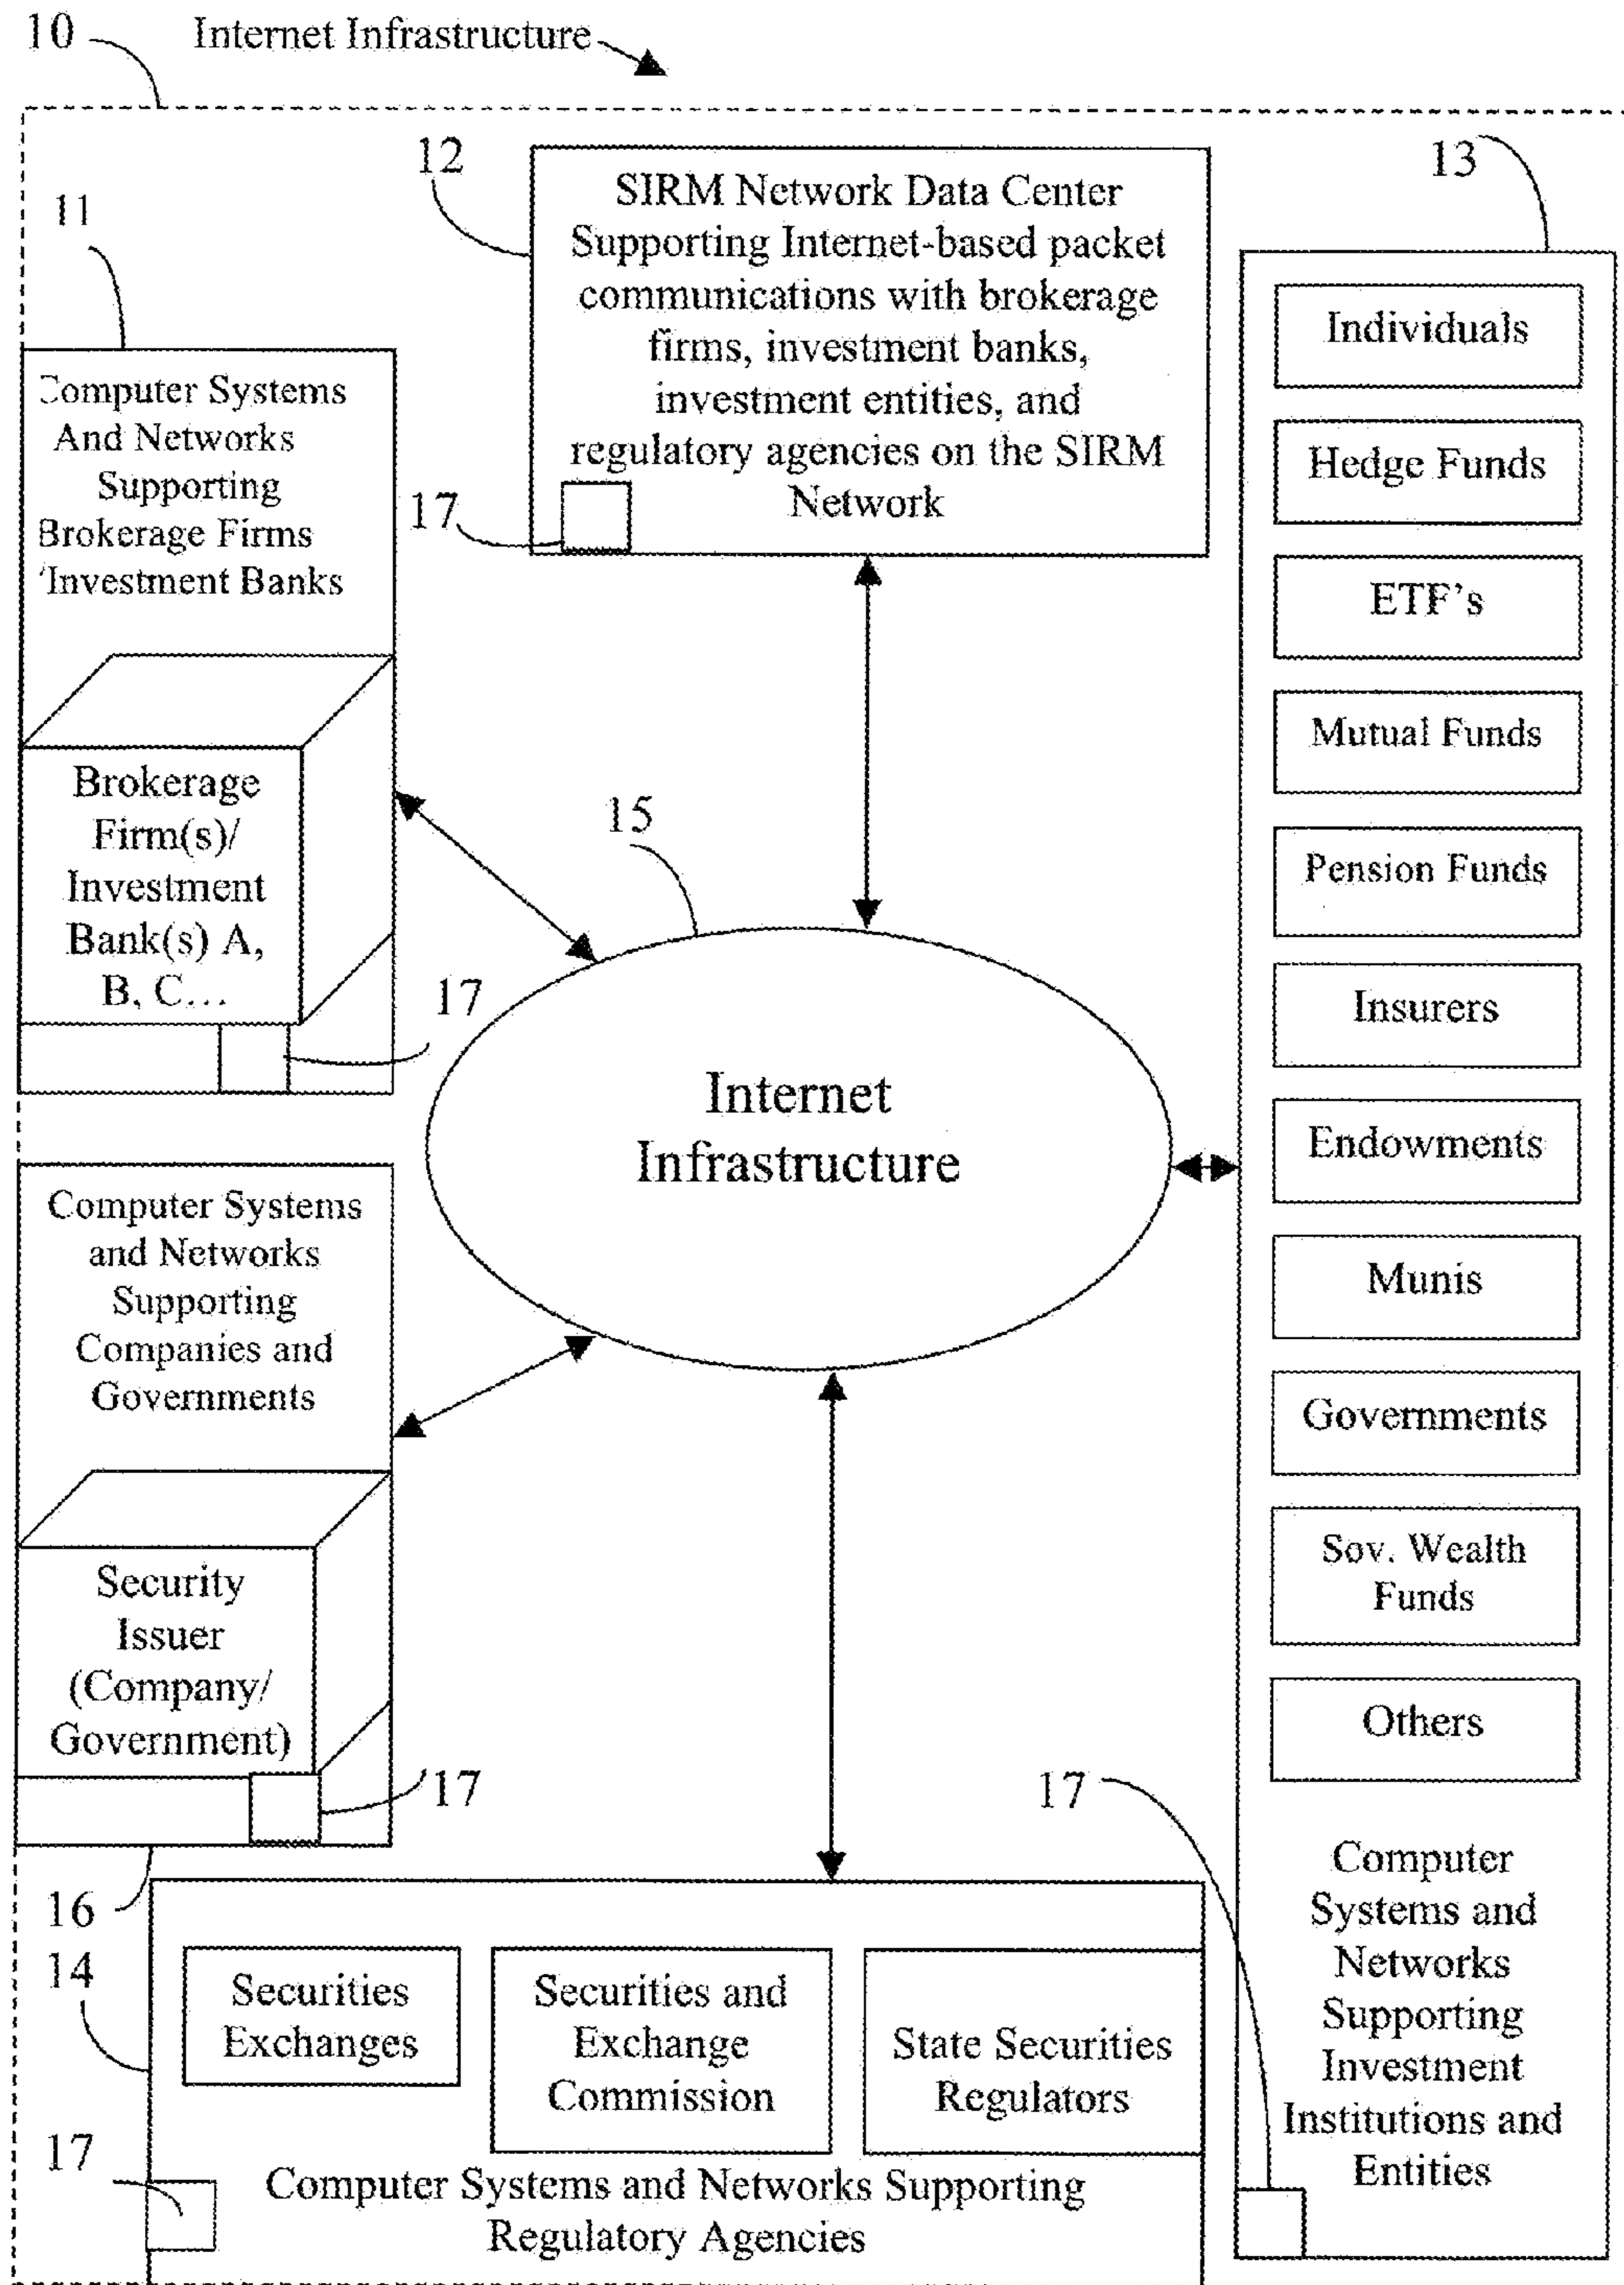 10
Internet Infrastructure
12
SIRM Network Data Center
Supporting Internet-based packet
communications with brokerage
firms, investment banks,
investment entities, and
regulatory agencies on the SIRM
Network
17
11
Computer Systems
And Networks
Supporting
Brokerage Firms
/Investment Banks
Brokerage
Firm(s)/
Investment
Bank(s) A,
B, C…
17
13
Individuals
Hedge Funds
ETF's
Mutual Funds
Pension Funds
Insurers
Endowments
Munis
Governments
Sov. Wealth
Funds
Others
Computer
Systems and
Networks
Supporting
Investment
Institutions and
Entities
17
15
Internet
Infrastructure
Computer Systems
and Networks
Supporting
Companies and
Governments
Security
Issuer
(Company/
Government)
17
16
14
Securities
Exchanges
Securities and
Exchange
Commission
State Securities
Regulators
17
Computer Systems and Networks Supporting
Regulatory Agencies